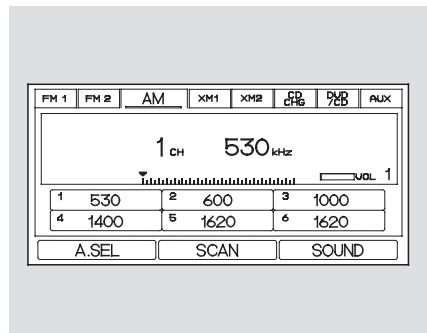 FM 1 FM 2 AM XM1 XM2 CD CHG DVD /CD AUX
1 CH 530 kHz
VOL 1
1 530 2 600 3 1000
4 1400 5 1620 6 1620
A.SEL SCAN SOUND